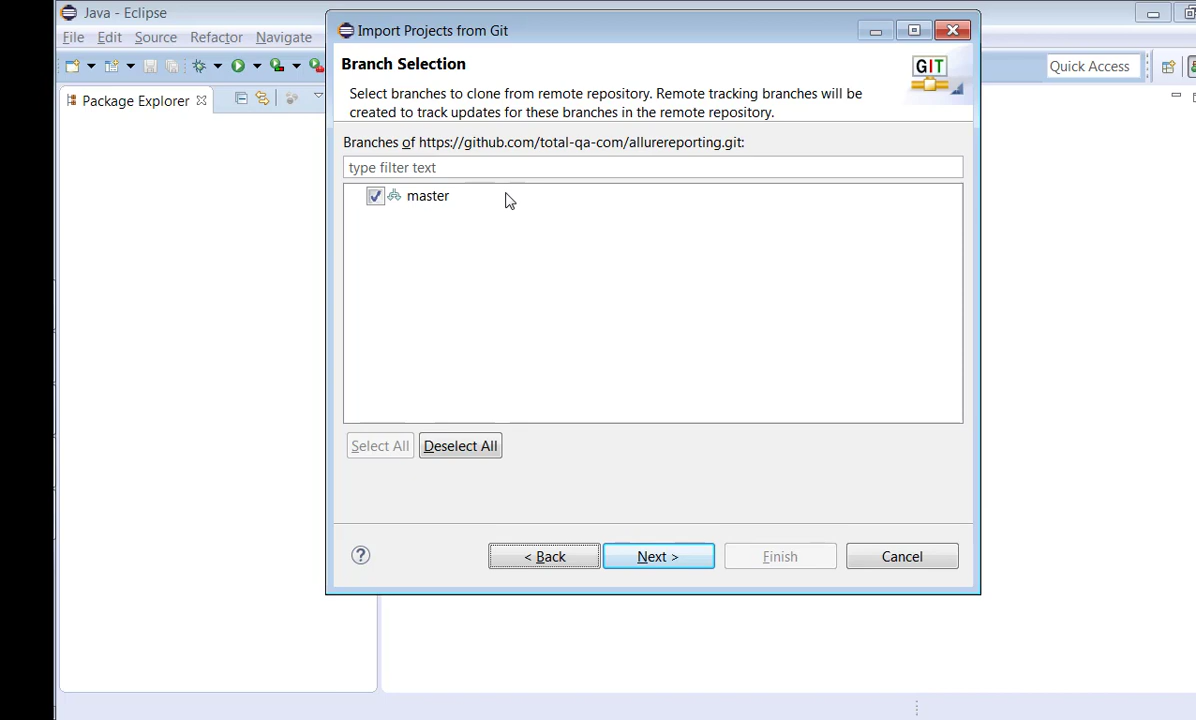 Java - Eclipse
File Edit Source Refactor Navigate
Quick Access
Package Explorer
Import Projects from Git
Branch Selection
GIT
Select branches to clone from remote repository. Remote tracking branches will be
created to track updates for these branches in the remote repository.
Branches of https://github.com/total-qa-com/allurereporting.git:
type filter text
master
Select All Deselect All
? < Back Next > Finish Cancel